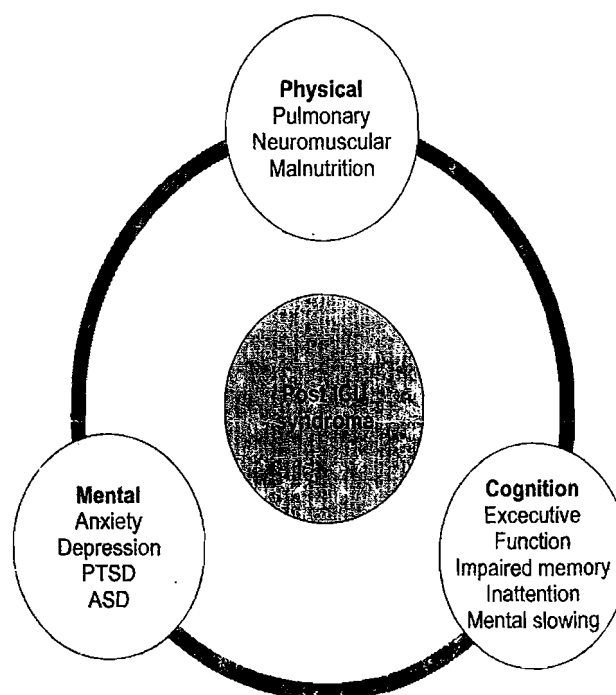 Physical
Pulmonary
Neuromuscular
Malnutrition
Post ICU
Syndroma
Mental
Anxiety
Depression
PTSD
ASD
Cognition
Excecutive
Function
Impaired memory
Inattention
Mental slowing